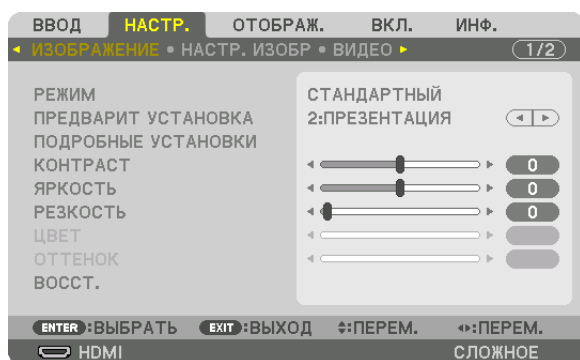 ВВОД НАСТР. ОТОБРАЖ. ВКЛ. ИНФ.
ИЗОБРАЖЕНИЕ • НАСТР. ИЗОБР • ВИДЕО 1/2
РЕЖИМ СТАНДАРТНЫЙ
ПРЕДВАРИТ УСТАНОВКА 2:ПРЕЗЕНТАЦИЯ
ПОДРОБНЫЕ УСТАНОВКИ
КОНТРАСТ 0
ЯРКОСТЬ 0
РЕЗКОСТЬ 0
ЦВЕТ
ОТТЕНОК
ВОССТ.
ENTER:ВЫБРАТЬ EXIT:ВЫХОД :ПЕРЕМ. :ПЕРЕМ.
HDMI СЛОЖНОЕ